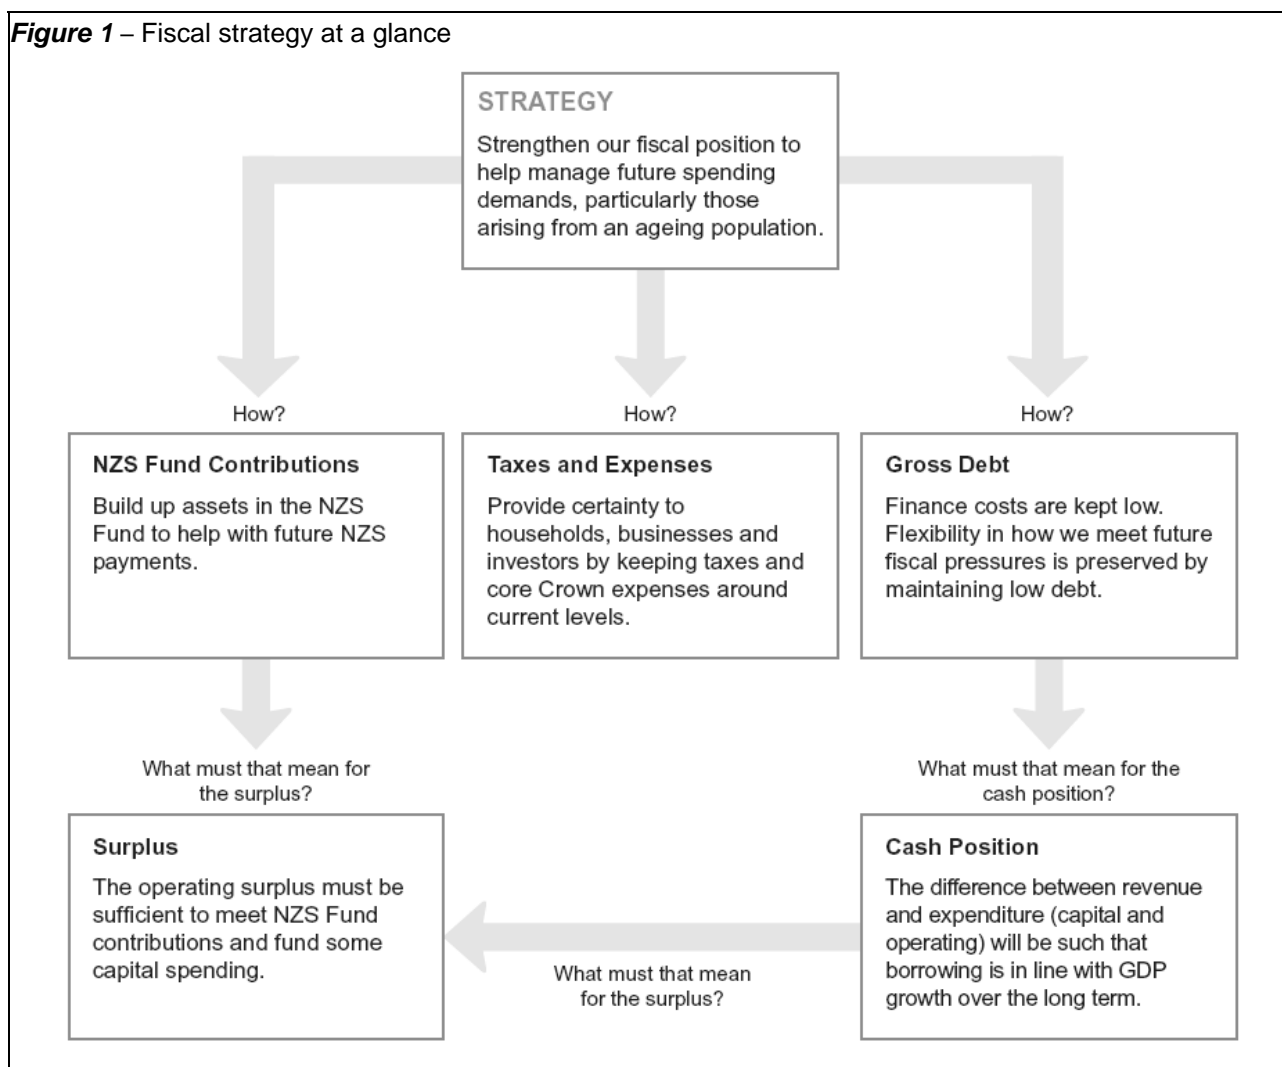 Figure 1 – Fiscal strategy at a glance
STRATEGY
Strengthen our fiscal position to
help manage future spending
demands, particularly those
arising from an ageing population.
How?
NZS Fund Contributions
Build up assets in the NZS
Fund to help with future NZS
payments.
How?
Taxes and Expenses
Provide certainty to
households, businesses and
investors by keeping taxes and
core Crown expenses around
current levels.
How?
Gross Debt
Finance costs are kept low.
Flexibility in how we meet future
fiscal pressures is preserved by
maintaining low debt.
What must that mean for
the surplus?
Surplus
The operating surplus must be
sufficient to meet NZS Fund
contributions and fund some
capital spending.
What must that mean
for the surplus?
What must that mean for the
cash position?
Cash Position
The difference between revenue
and expenditure (capital and
operating) will be such that
borrowing is in line with GDP
growth over the long term.